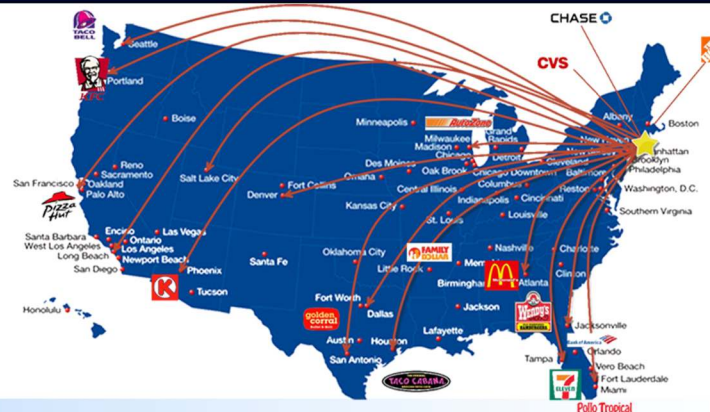 TACO
BELL
CHASE
CVS
Seattle
KFC
Portland
Boise
Minneapolis
AutoZone
Milwaukee
Grand
Rapids
Madison
Detroit
Albany
Boston
Manhattan
Brooklyn
Philadelphia
Cleveland
Baltimore
Reston
Washington, D.C.
Southern Virginia
Reno
Sacramento
San Francisco
Oakland
Palo Alto
Pizza
Hut
Salt Lake City
Fort Collins
Denver
Des Moines
Omaha
Oak Brook
Chicago Downtown
Central Illinois
Columbus
Indianapolis
Cincinnati
Kansas City
St. Louis
Louisville
Santa Barbara
Encino
Las Vegas
West Los Angeles
Ontario
Los Angeles
Long Beach
Newport Beach
San Diego
K
Phoenix
Tucson
Santa Fe
Oklahoma City
FAMILY
DOLLAR
Little Rock
Nashville
Charlotte
Birmingham
Atlanta
Clinton
WENDY'S
Honolulu
Fort Worth
Dallas
golden
corral
Jackson
Austin
Houston
Lafayette
San Antonio
TACO CABANA
Jacksonville
Bank of America
Orlando
Tampa
Vero Beach
7
ELEVEN
Fort Lauderdale
Miami
Pollo Tropical